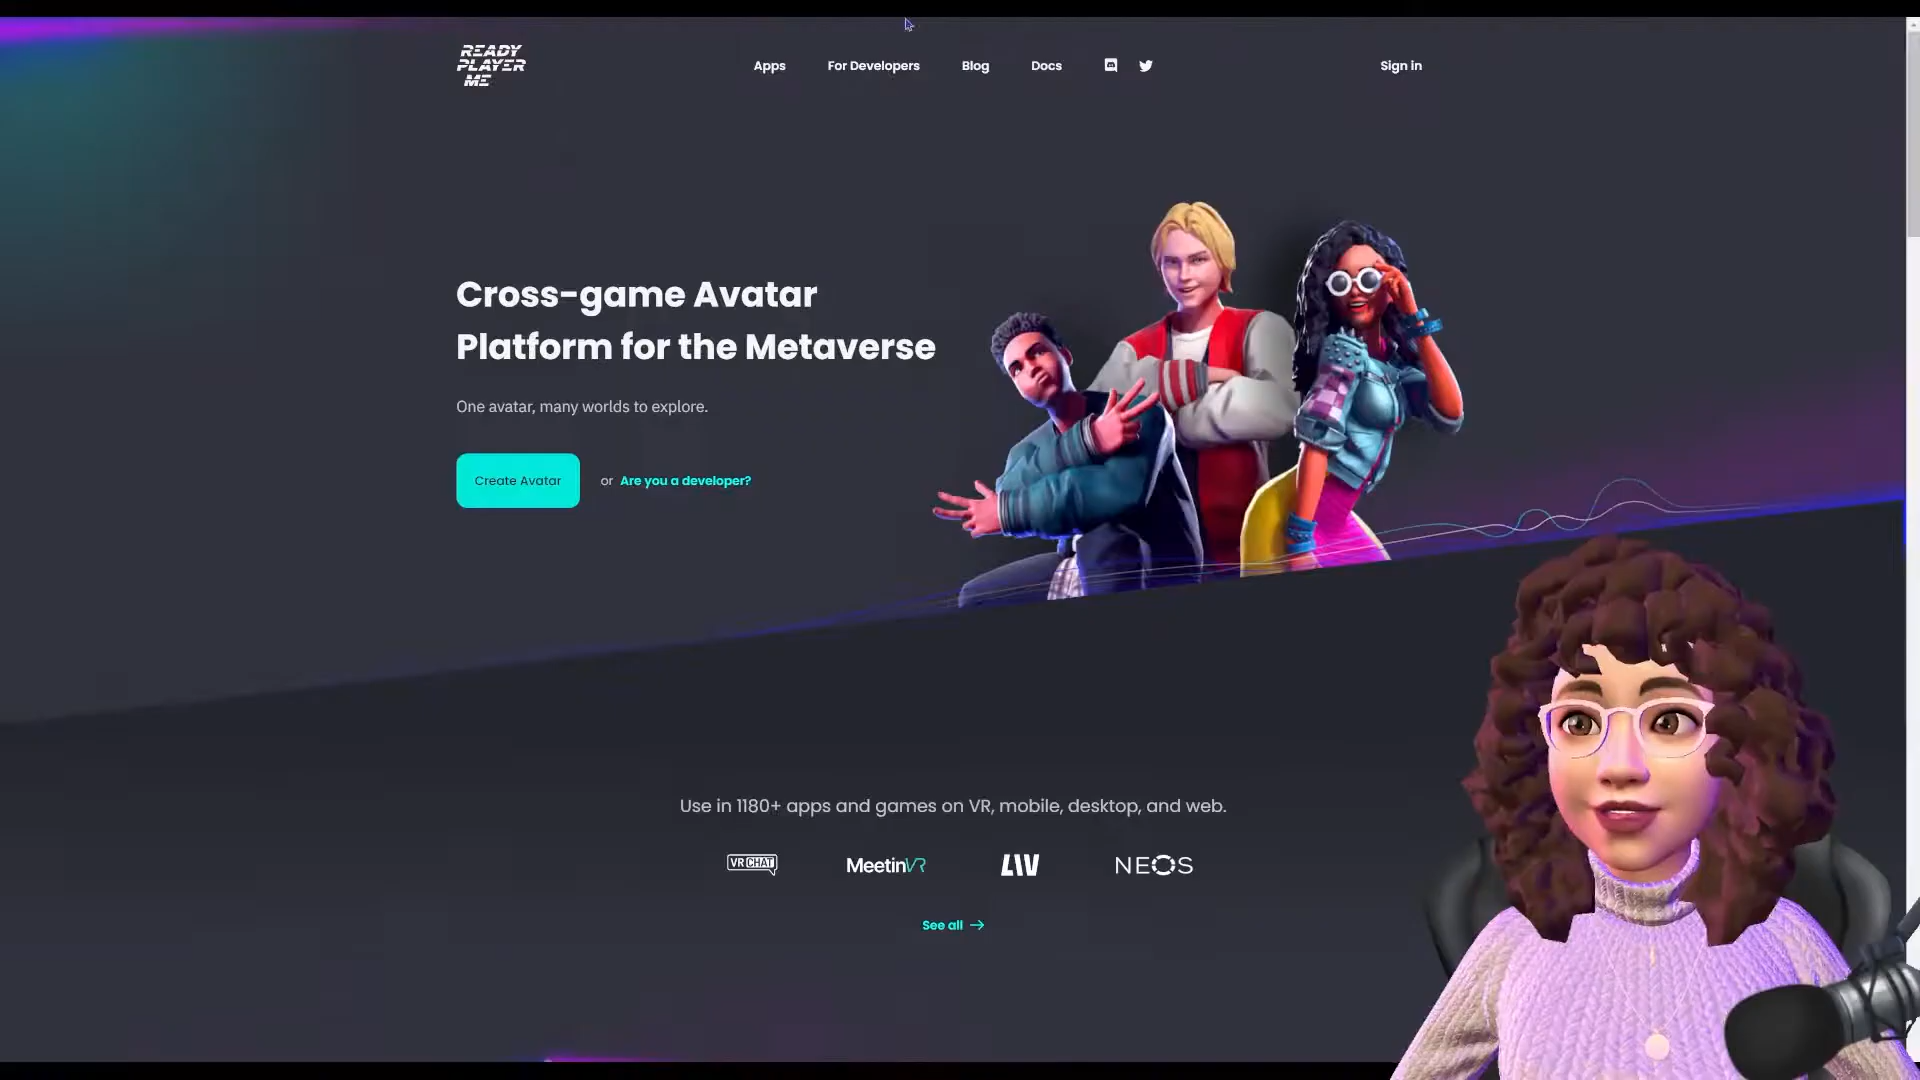 READY
PLAYER
ME
Apps
For Developers
Blog
Docs
Sign in
Cross-game Avatar
Platform for the Metaverse
One avatar, many worlds to explore.
Create Avatar
or Are you a developer?
Use in 1180+ apps and games on VR, mobile, desktop, and web.
VRCHAT
MeetinVR
LIV
NEOS
See all →